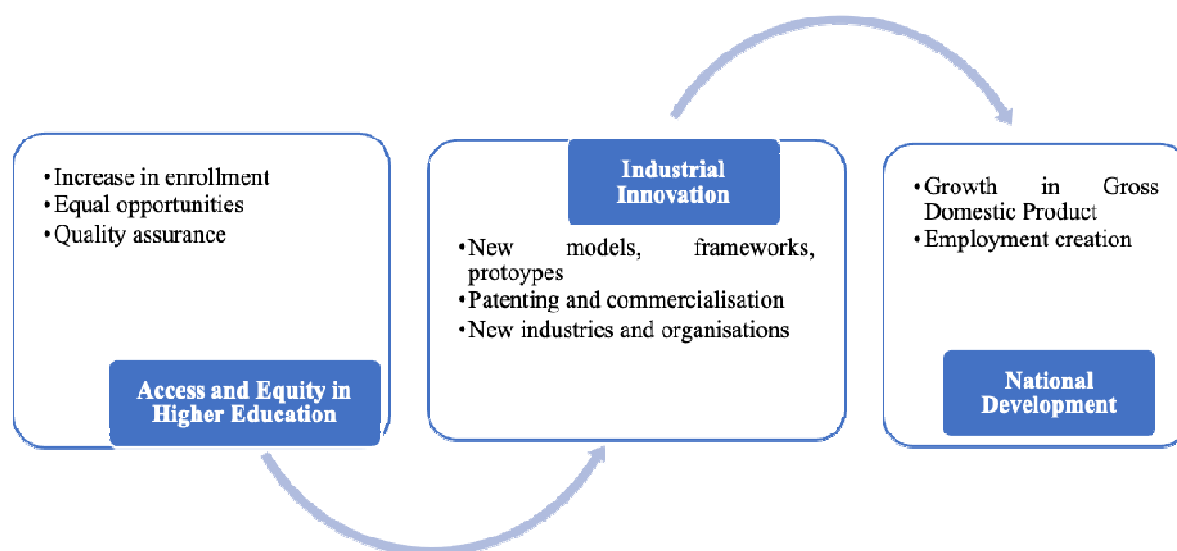 •Increase in enrollment
•Equal opportunities
•Quality assurance
Access and Equity in
Higher Education
Industrial
Innovation
•New models, frameworks,
protoypes
•Patenting and commercialisation
•New industries and organisations
•Growth in Gross
Domestic Product
•Employment creation
National
Development